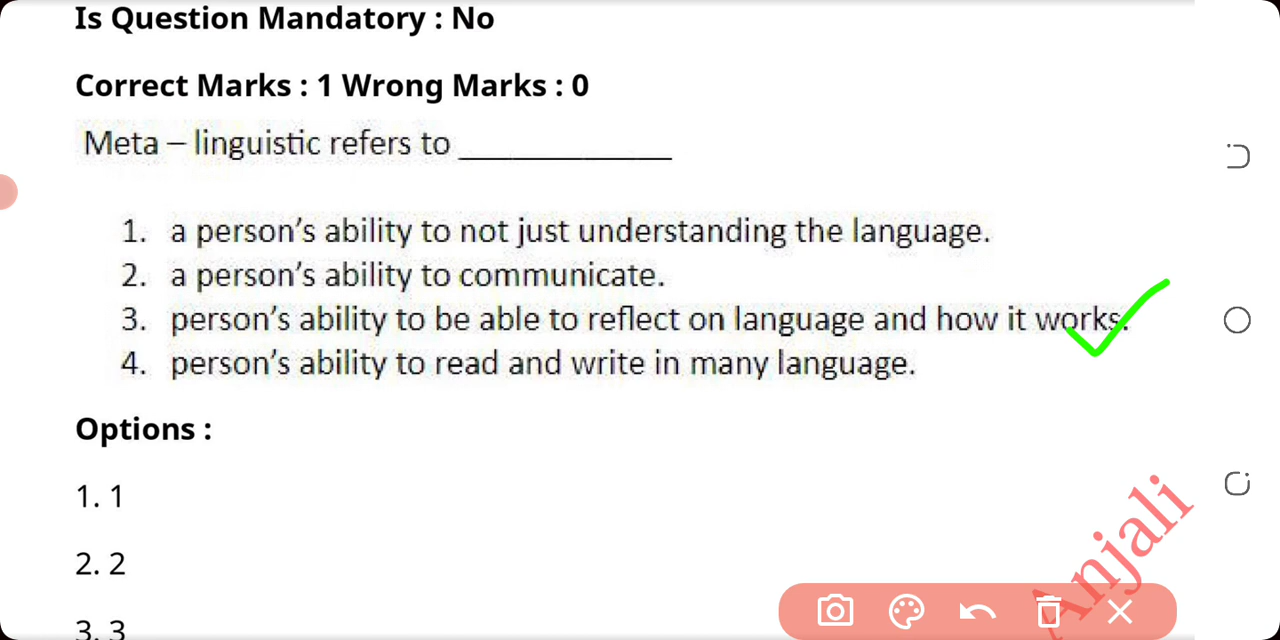 Is Question Mandatory : No
Correct Marks : 1 Wrong Marks : 0
Meta – linguistic refers to ____________
1. a person's ability to not just understanding the language.
2. a person's ability to communicate.
3. person's ability to be able to reflect on language and how it works.
4. person's ability to read and write in many language.
Options :
1. 1
2. 2
3. 3
Anjali